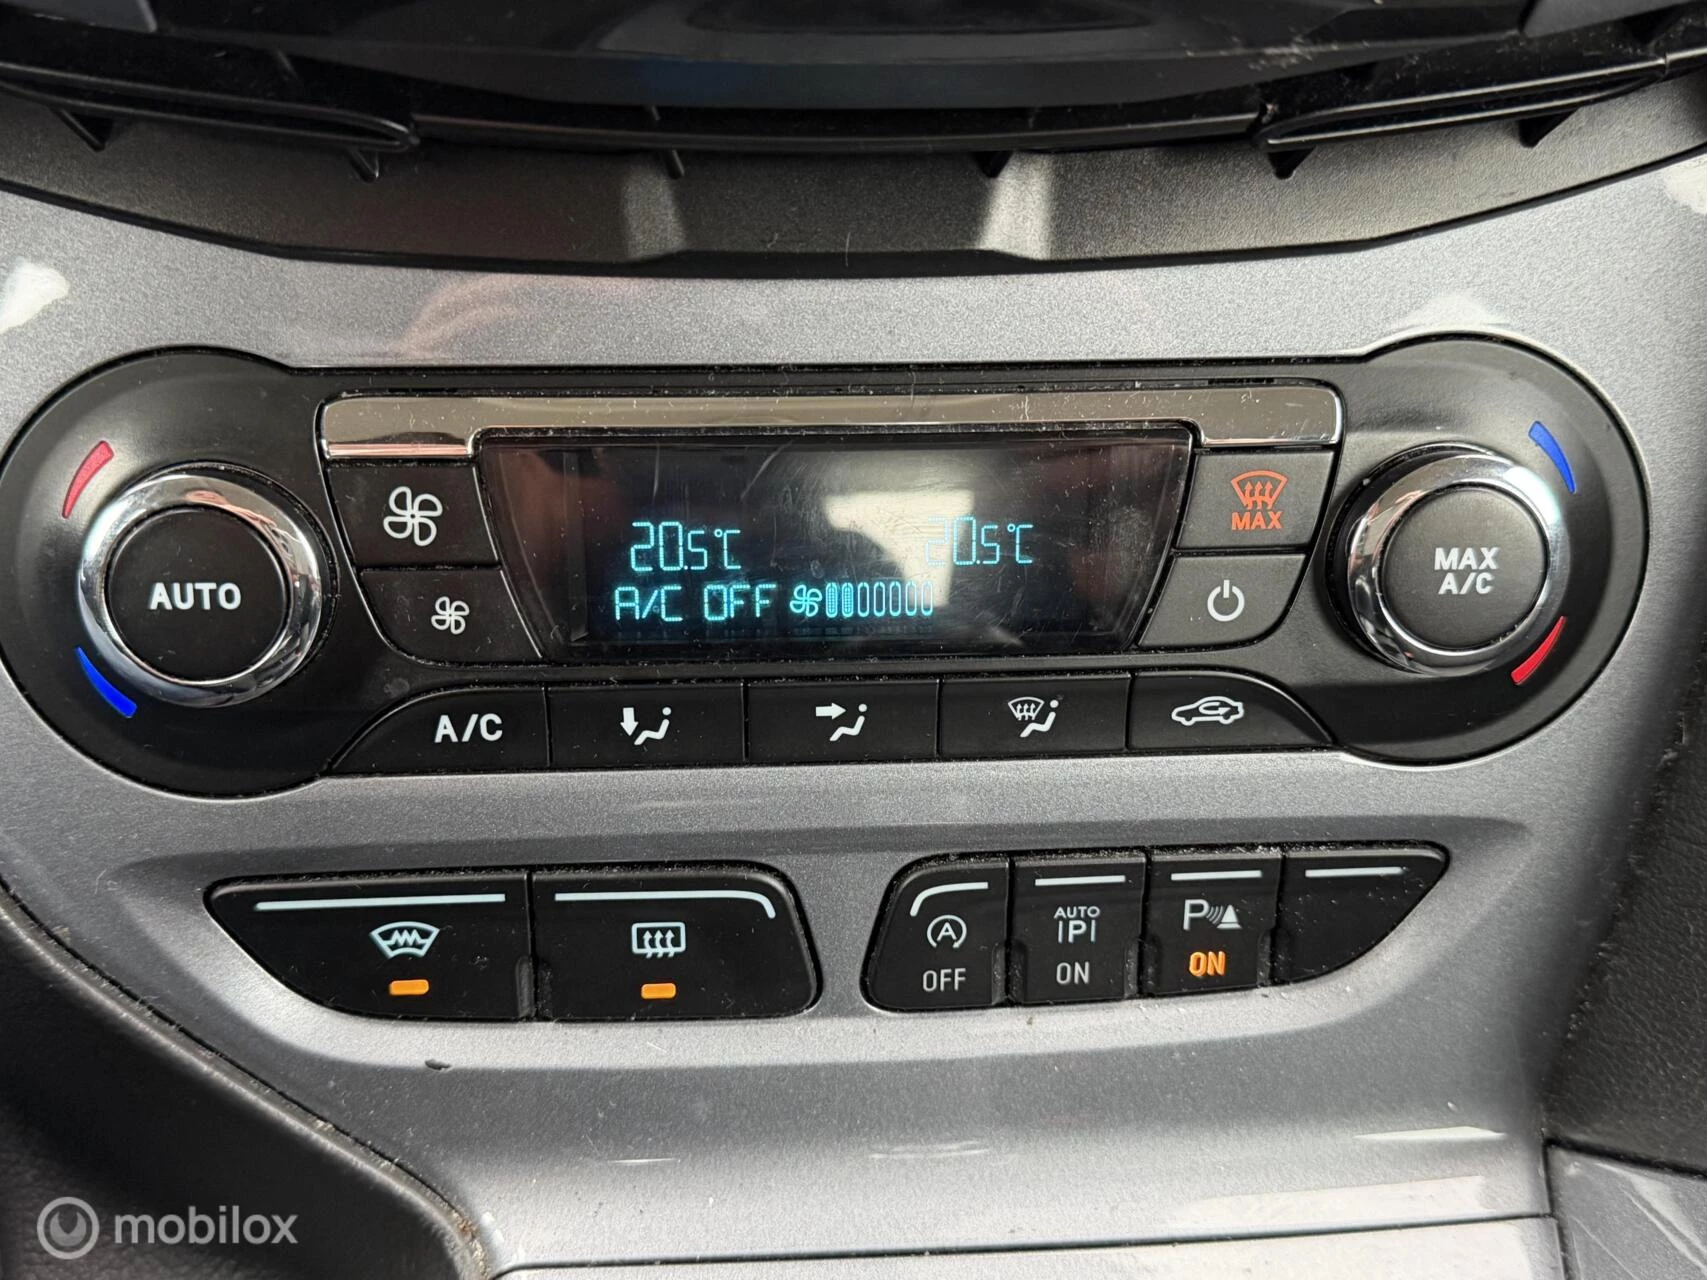 AUTO
20.5°C
20.5°C
A/C OFF
MAX
MAX
A/C
A/C
A
OFF
AUTO
P
ON
P
ON
mobilox